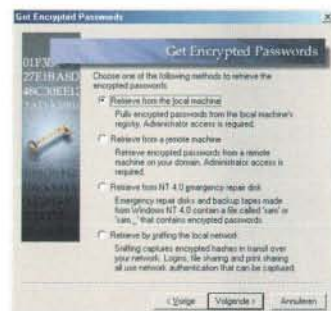 Get Encrypted Passwords
Get Encrypted Passwords
Choose one of the following methods to retrieve the
encrypted passwords.
Retrieve from the local machine
Pulls encrypted passwords from the local machine's
registry. Administrator access is required.
Retrieve from a remote machine
Retrieve encrypted passwords from a remote
machine on your domain. Administrator access is
required.
Retrieve from NT 4.0 emergency repair disk
Emergency repair disks and backup tapes made
from Windows NT 4.0 contain a file called 'sam' or
'sam._' that contains encrypted passwords.
Retrieve by sniffing the local network
Sniffing captures encrypted hashes in transit over
your network. Logins, file sharing and print sharing
all use network authentication that can be captured.
< Vorige
Volgende >
Annuleren